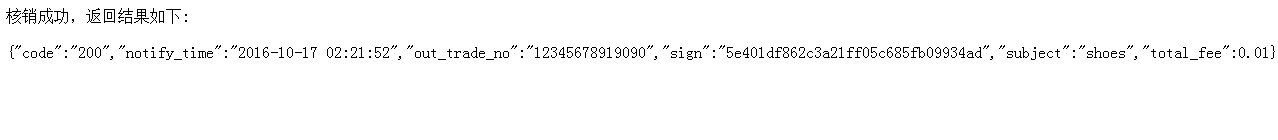 核销成功，返回结果如下：
{"code":"200","notify_time":"2016-10-17 02:21:52","out_trade_no":"12345678919090","sign":"5e401df862c3a21ff05c685fb09934ad","subject":"shoes","total_fee":0.01}